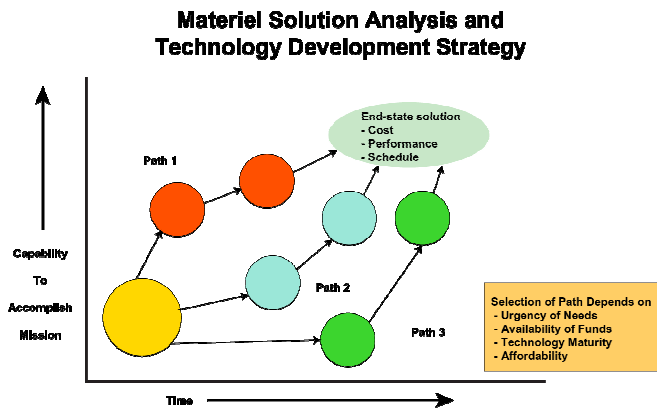 Materiel Solution Analysis and
Technology Development Strategy
End-state solution
- Cost
- Performance
- Schedule
Path 1
Capability
To
Accomplish
Mission
Path 2
Path 3
Selection of Path Depends on
- Urgency of Needs
- Availability of Funds
- Technology Maturity
- Affordability
Time